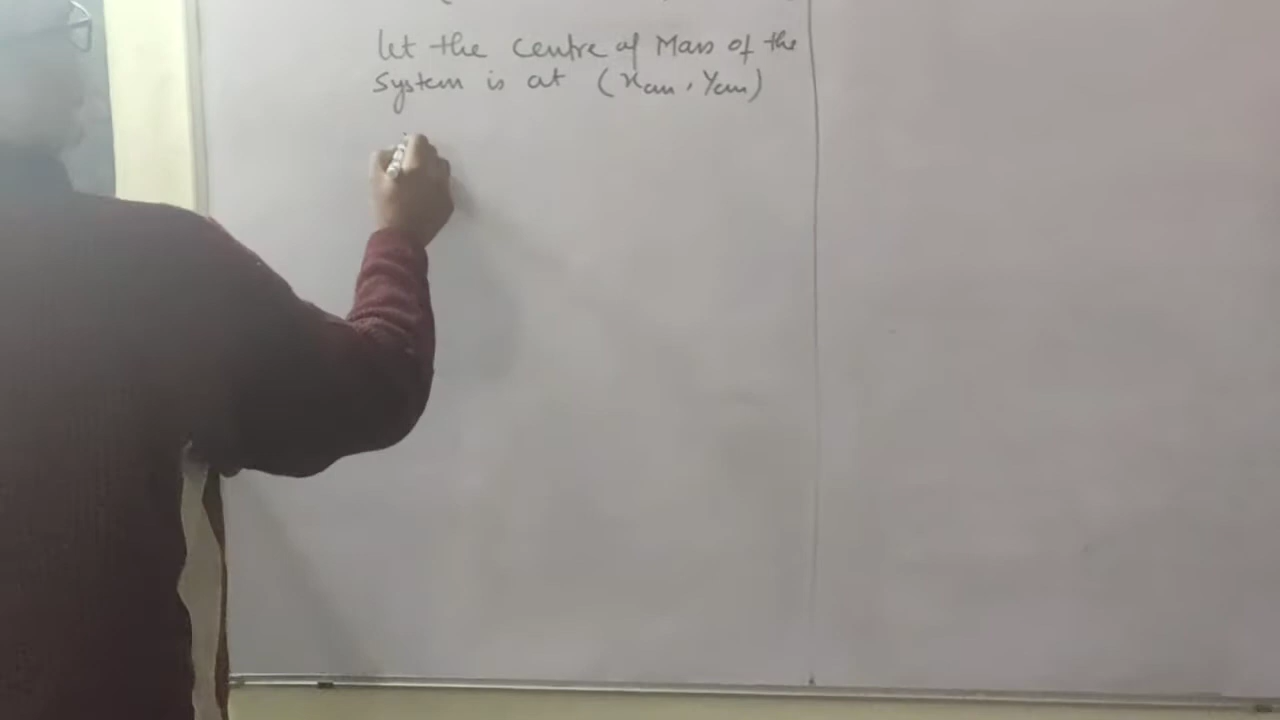 let the centre of Mass of the
System is at (xcm, Ycm)